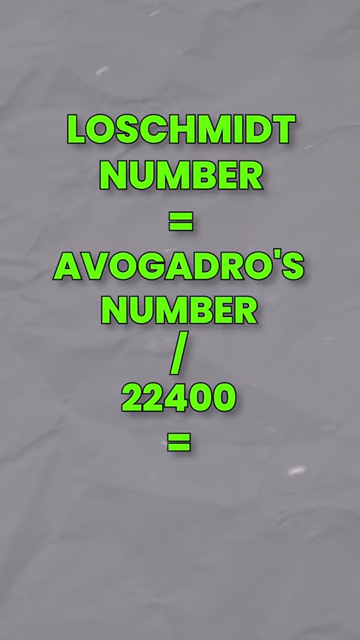 LOSCHMIDT
NUMBER
=
AVOGADRO'S
NUMBER
/
22400
=